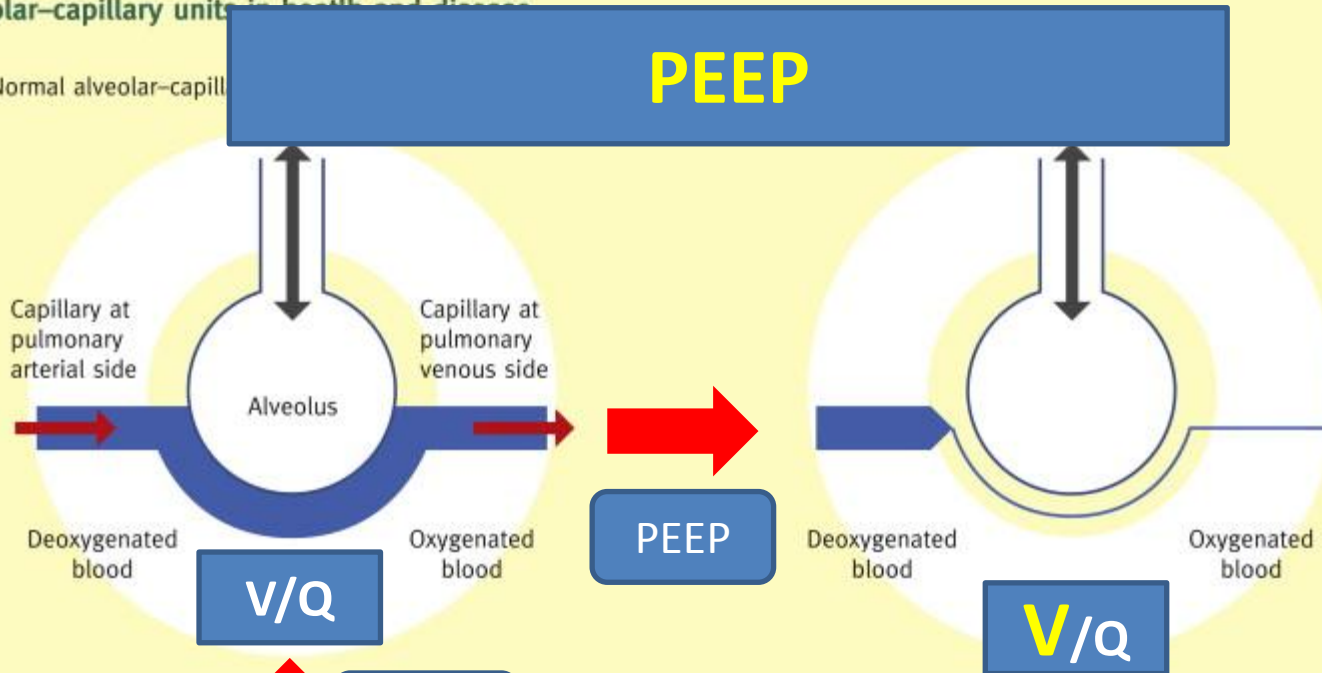 olar–capillary units in health and disease
PEEP
Normal alveolar–capill
Capillary at
pulmonary
arterial side
Capillary at
pulmonary
venous side
Alveolus
Deoxygenated
blood
Oxygenated
blood
V/Q
PEEP
Deoxygenated
blood
Oxygenated
blood
V/Q